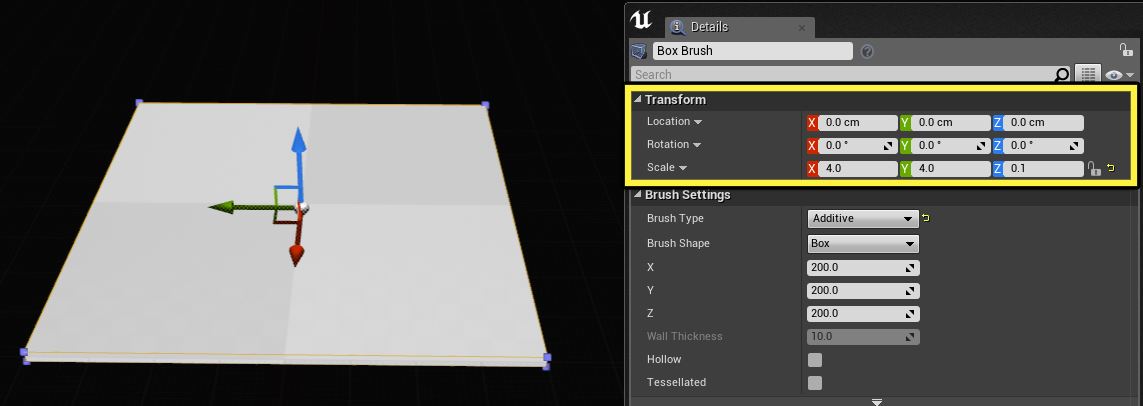 Details
Box Brush
Search
Transform
Location X 0.0 cm Y 0.0 cm Z 0.0 cm
Rotation X 0.0 ° Y 0.0 ° Z 0.0 °
Scale X 4.0 Y 4.0 Z 0.1
Brush Settings
Brush Type Additive
Brush Shape Box
X 200.0
Y 200.0
Z 200.0
Wall Thickness 10.0
Hollow
Tessellated